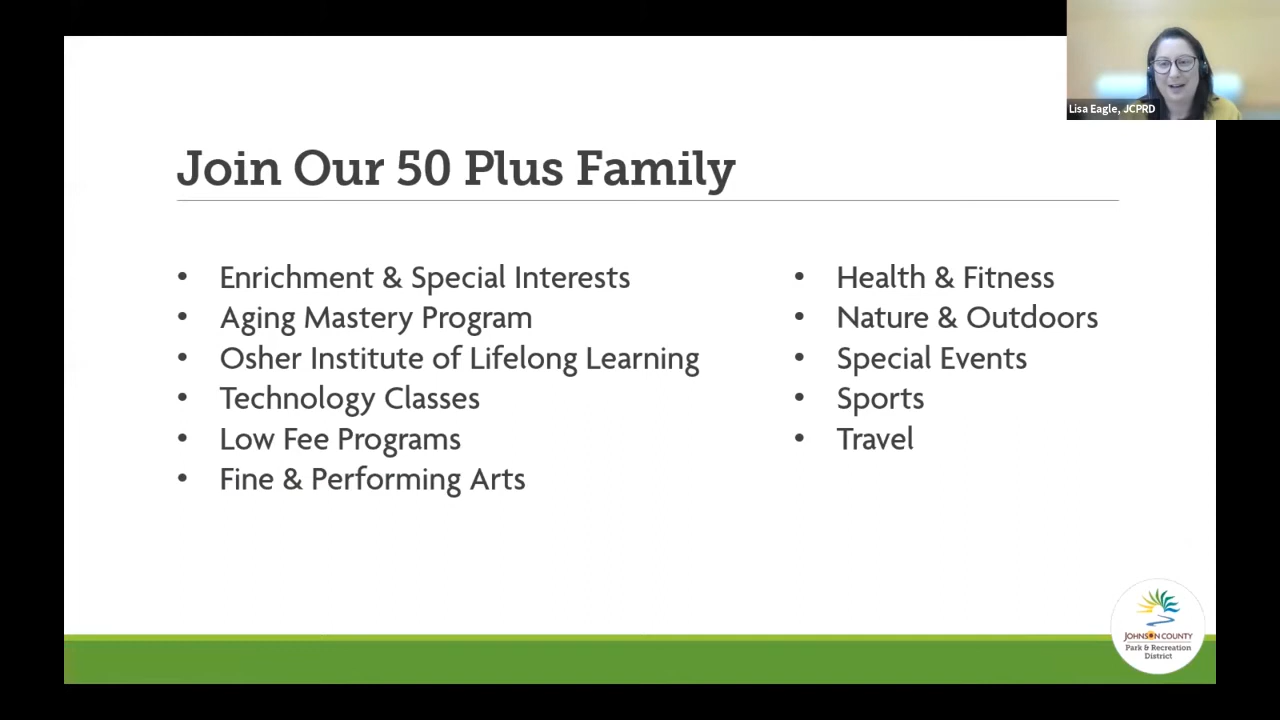 Lisa Eagle, JCPRD
Join Our 50 Plus Family
• Enrichment & Special Interests
• Aging Mastery Program
• Osher Institute of Lifelong Learning
• Technology Classes
• Low Fee Programs
• Fine & Performing Arts
• Health & Fitness
• Nature & Outdoors
• Special Events
• Sports
• Travel
JOHNSON COUNTY
Park & Recreation
District